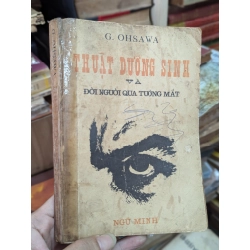 G. OHSAWA
THUẬT DƯỠNG SINH
VÀ
ĐỜI NGƯỜI QUA TƯỚNG MẮT
NGÔ MINH